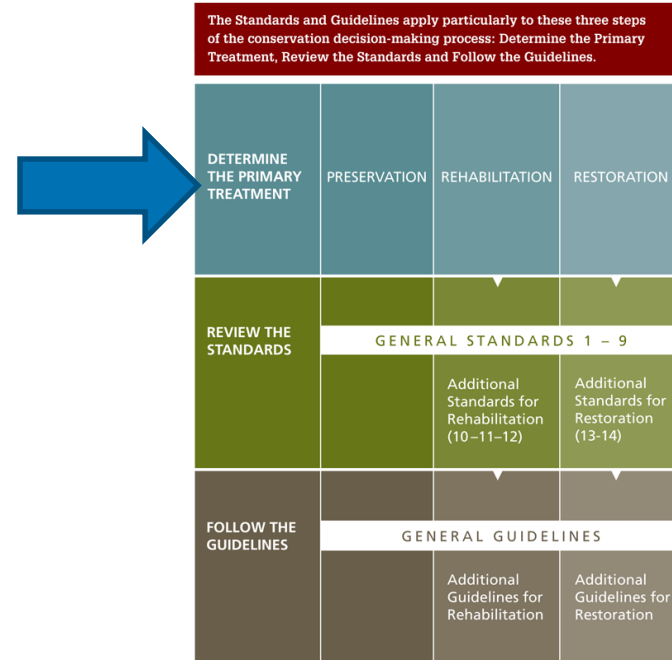 The Standards and Guidelines apply particularly to these three steps
of the conservation decision-making process: Determine the Primary
Treatment, Review the Standards and Follow the Guidelines.
DETERMINE
THE PRIMARY
TREATMENT
PRESERVATION
REHABILITATION
RESTORATION
REVIEW THE
STANDARDS
GENERAL STANDARDS 1 – 9
Additional
Standards for
Rehabilitation
(10–11–12)
Additional
Standards for
Restoration
(13-14)
FOLLOW THE
GUIDELINES
GENERAL GUIDELINES
Additional
Guidelines for
Rehabilitation
Additional
Guidelines for
Restoration